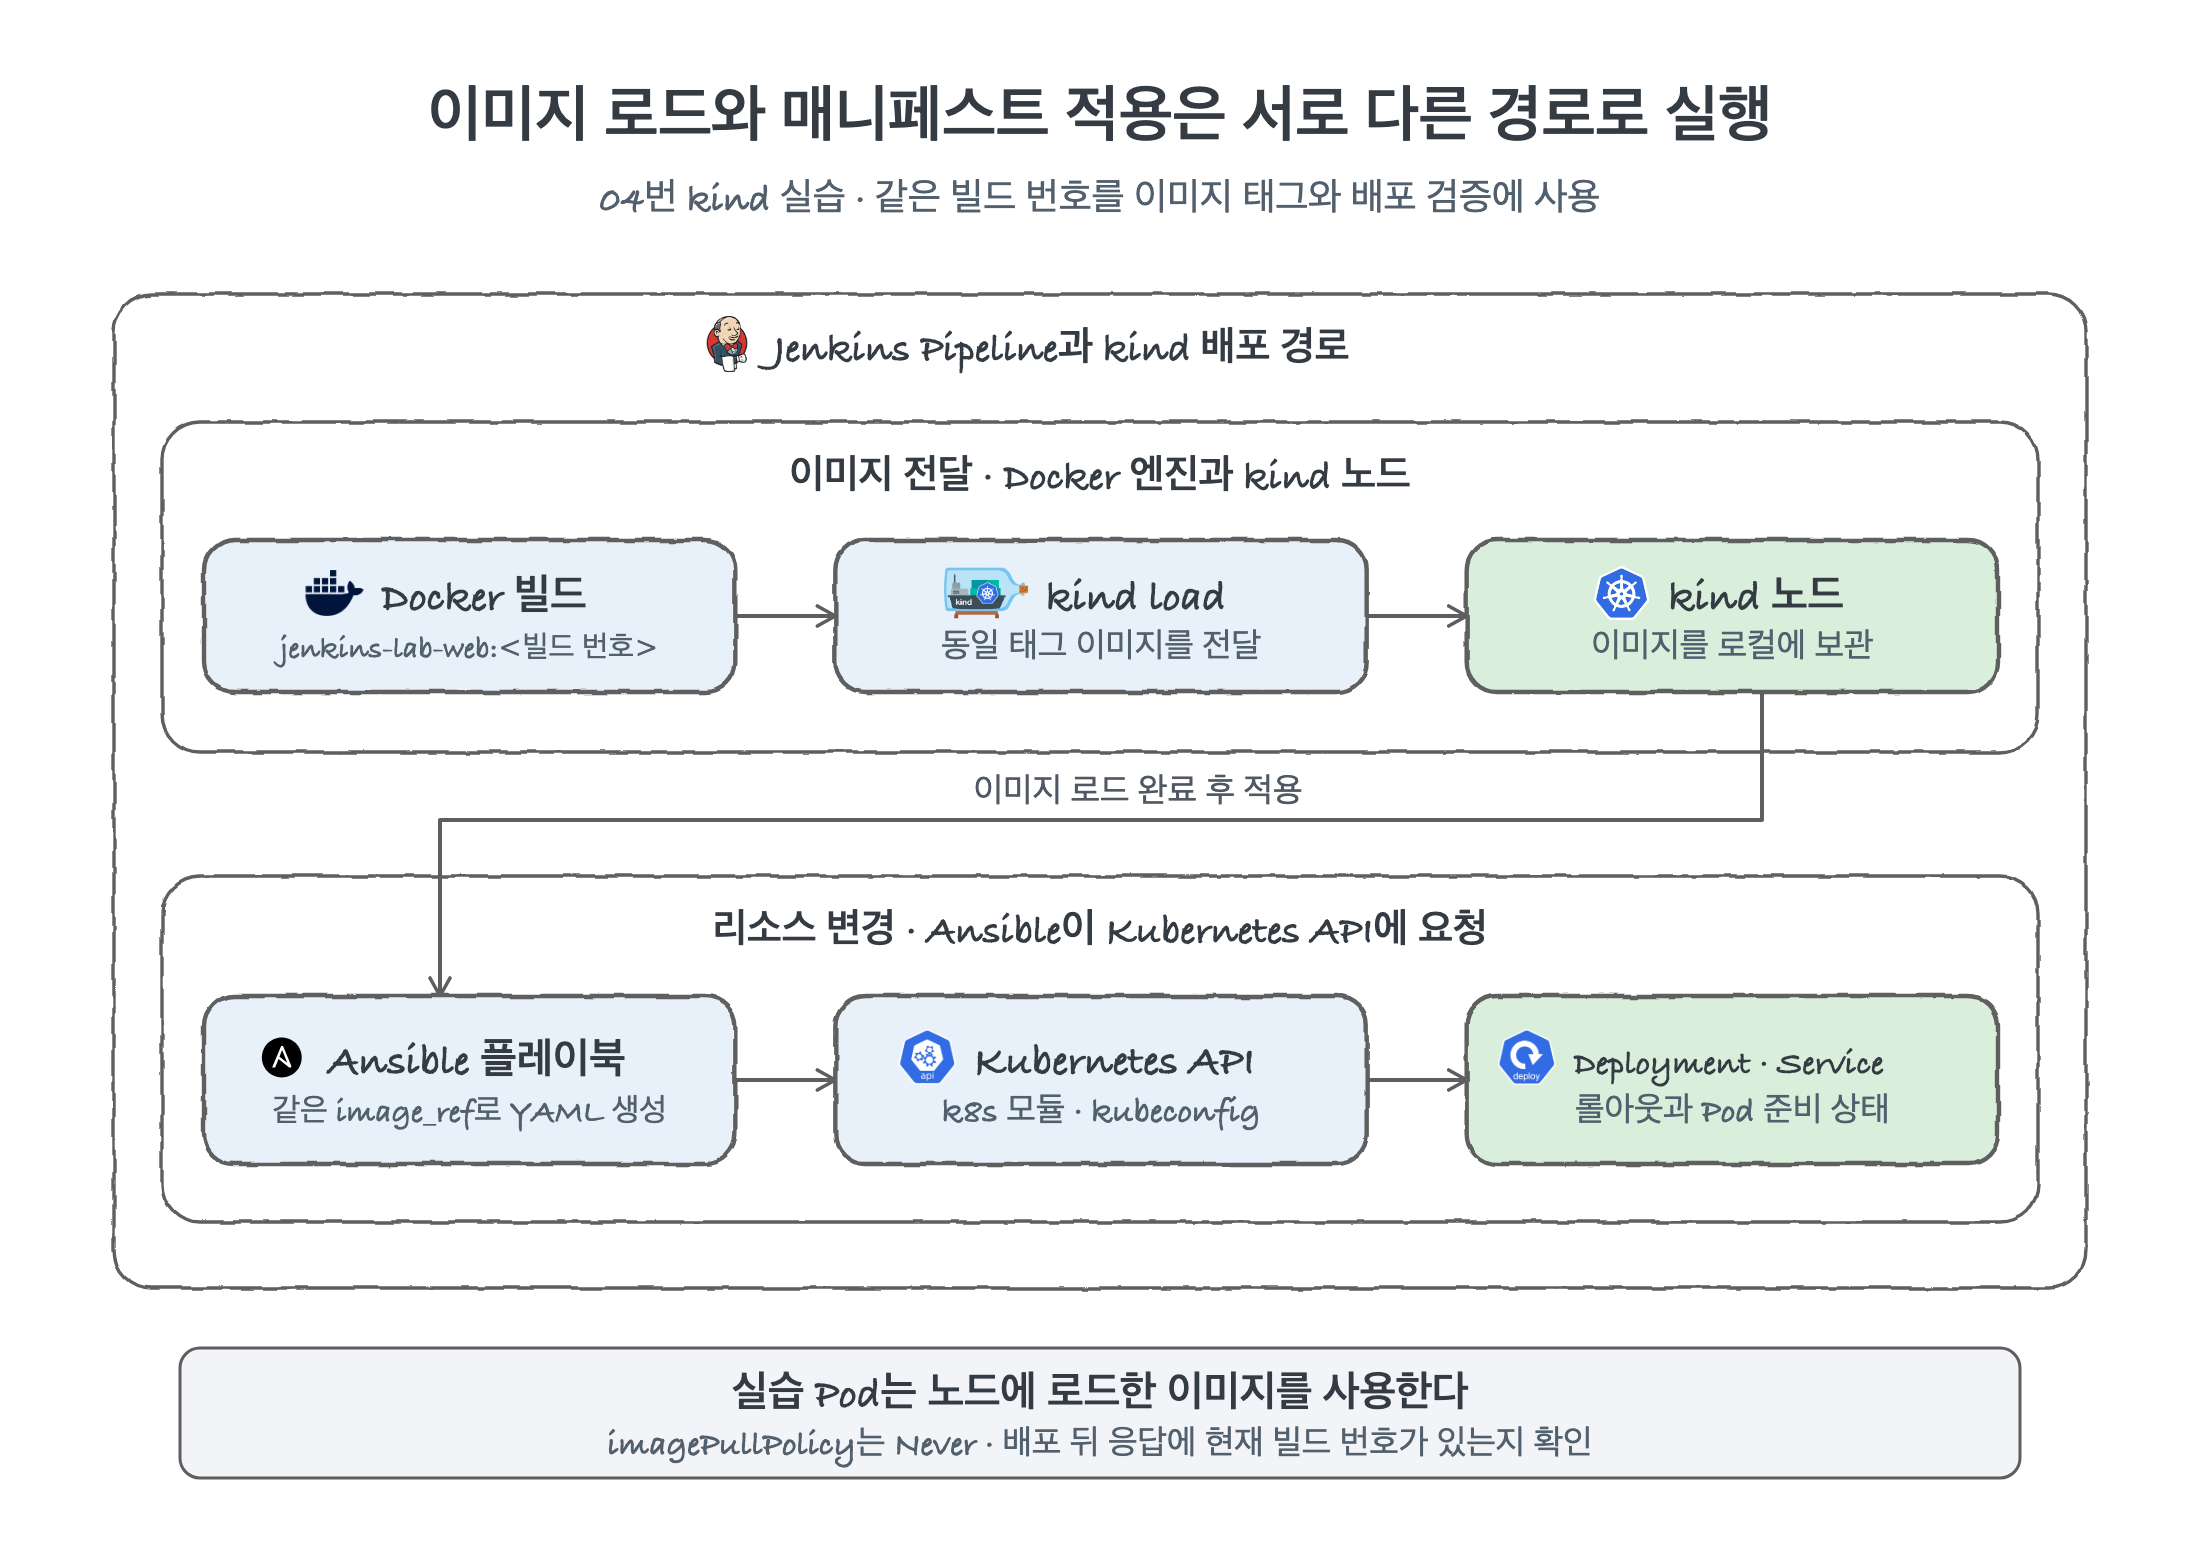 이미지 로드와 매니페스트 적용은 서로 다른 경로로 실행
04번 kind 실습 · 같은 빌드 번호를 이미지 태그와 배포 검증에 사용
Jenkins Pipeline과 kind 배포 경로
이미지 전달 · Docker 엔진과 kind 노드
Docker 빌드
jenkins-lab-web:<빌드 번호>
kind
kind load
동일 태그 이미지를 전달
kind 노드
이미지를 로컬에 보관
이미지 로드 완료 후 적용
리소스 변경 · Ansible이 Kubernetes API에 요청
Ansible 플레이북
같은 image_ref로 YAML 생성
api
Kubernetes API
k8s 모듈 · kubeconfig
deploy
Deployment · Service
롤아웃과 Pod 준비 상태
실습 Pod는 노드에 로드한 이미지를 사용한다
imagePullPolicy는 Never · 배포 뒤 응답에 현재 빌드 번호가 있는지 확인